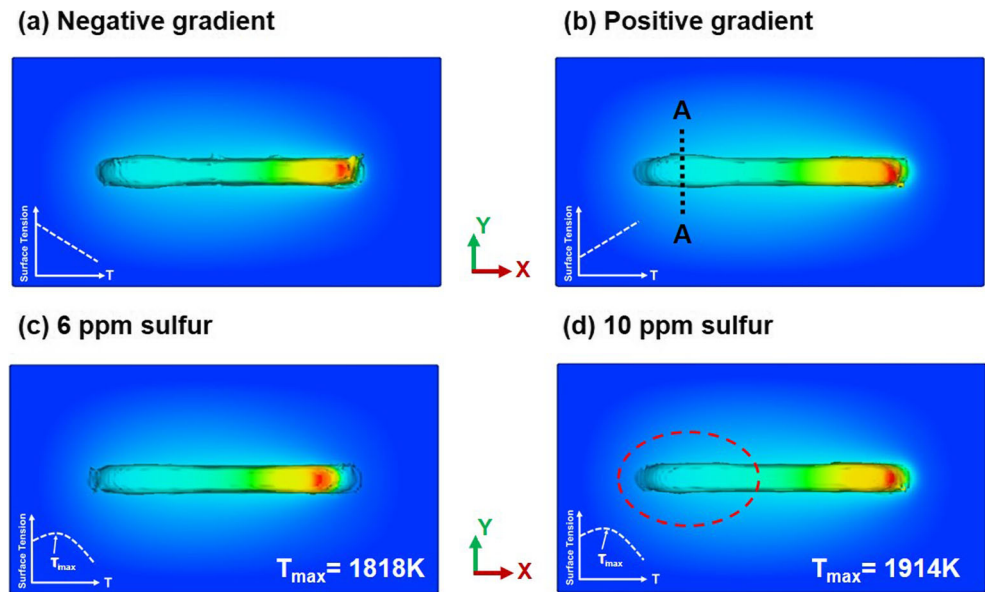 (a) Negative gradient
(b) Positive gradient
A
A
Surface Tension
T
Y
X
Surface Tension
T
(c) 6 ppm sulfur
(d) 10 ppm sulfur
Surface Tension
Tmax
T
Tmax= 1818K
Y
X
Surface Tension
Tmax
T
Tmax= 1914K